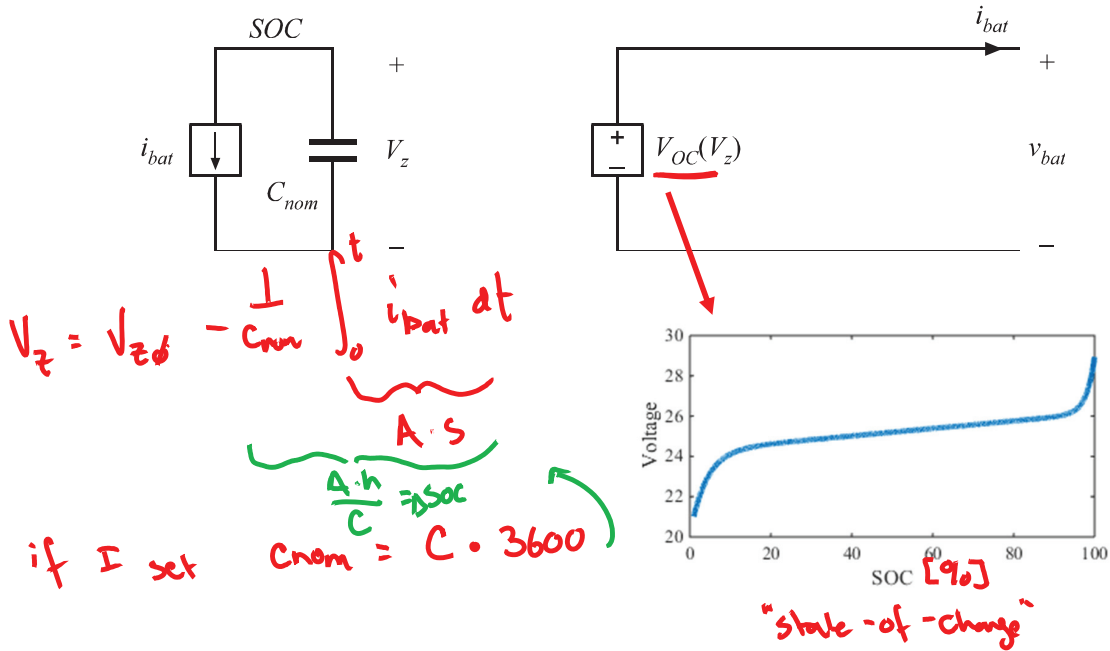 SOC
i_bat
+
+
i_bat
C_nom
V_z
+
−
V_OC(V_z)
v_bat
−
−
V_z = V_zø − 1/C_nom ∫_0^t i_bat dt
A · s
A·h/C = ΔSOC
if I set C_nom = C · 3600
30
28
26
24
22
20
Voltage
0 20 40 60 80 100
SOC [%]
"state-of-charge"